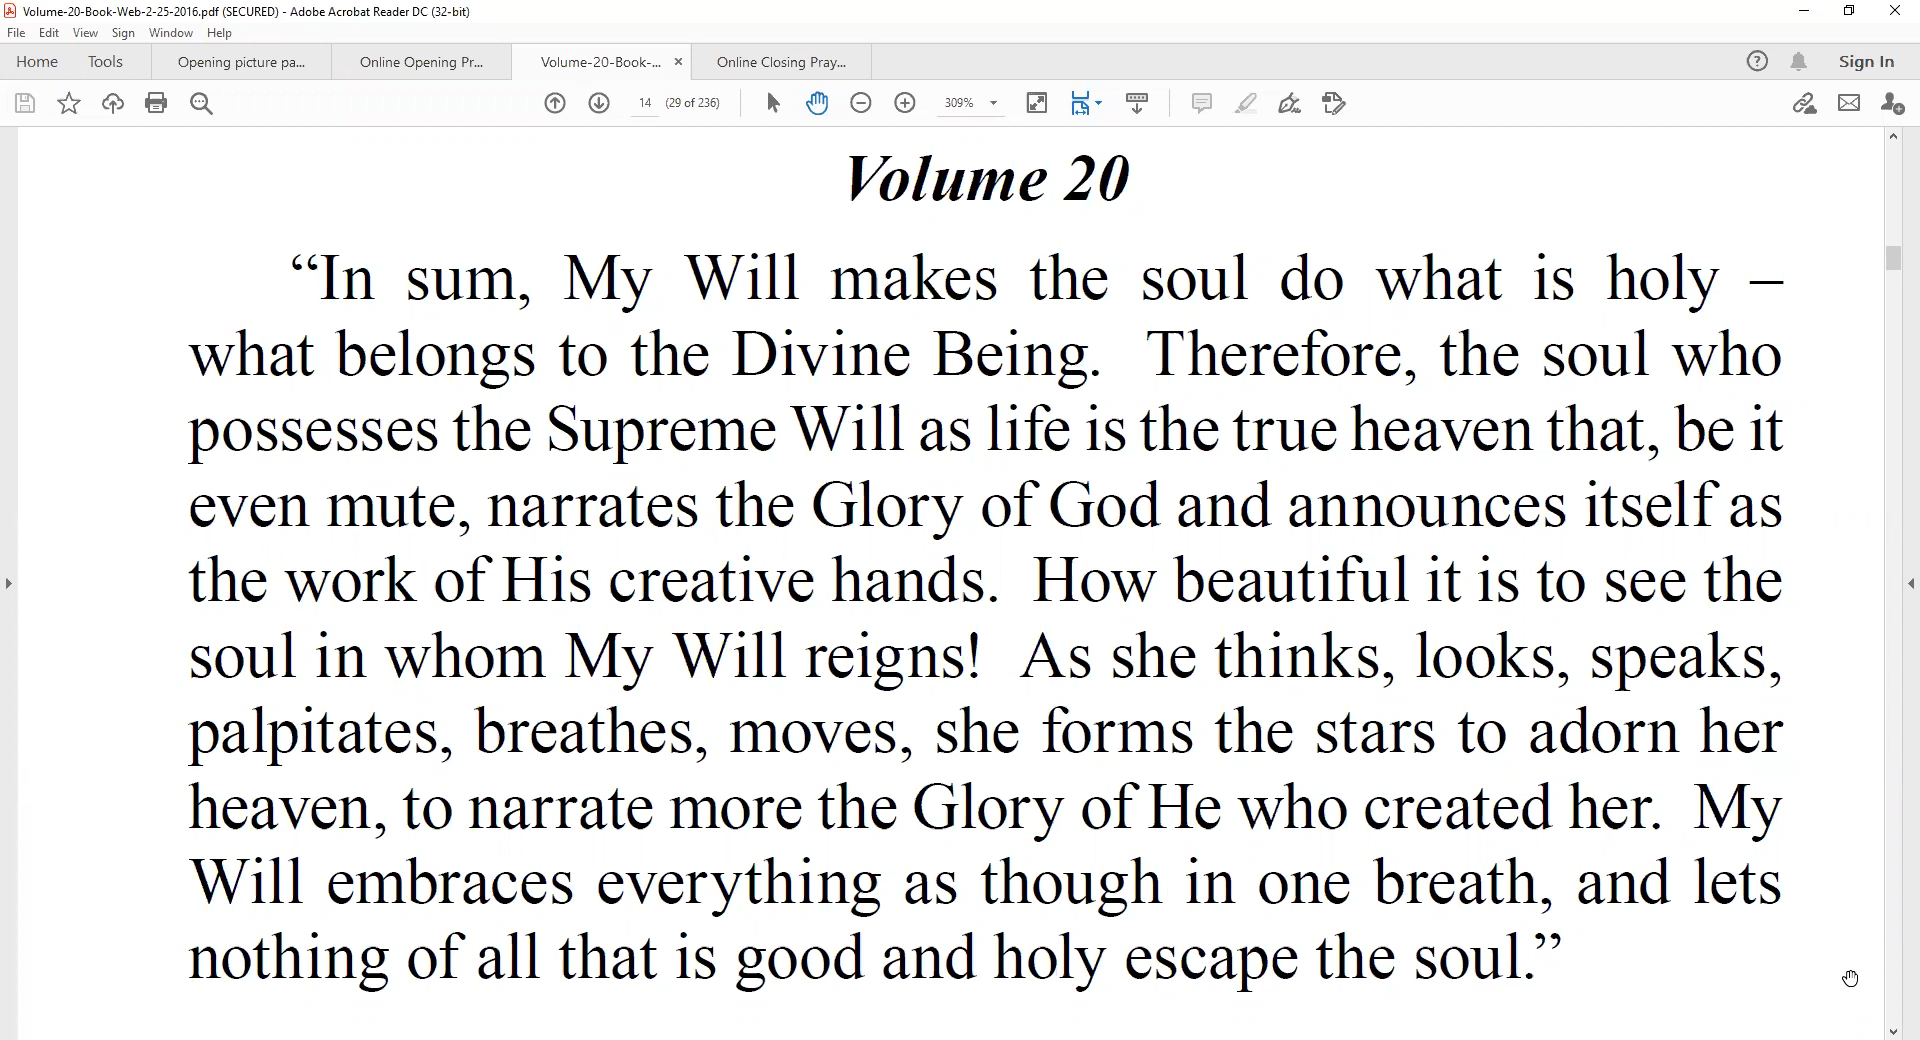 Volume-20-Book-Web-2-25-2016.pdf (SECURED) - Adobe Acrobat Reader DC (32-bit)
File Edit View Sign Window Help
Home Tools Opening picture pa... Online Opening Pr... Volume-20-Book-... × Online Closing Pray... Sign In
14 (29 of 236) 309%
Volume 20
“In sum, My Will makes the soul do what is holy –
what belongs to the Divine Being. Therefore, the soul who
possesses the Supreme Will as life is the true heaven that, be it
even mute, narrates the Glory of God and announces itself as
the work of His creative hands. How beautiful it is to see the
soul in whom My Will reigns! As she thinks, looks, speaks,
palpitates, breathes, moves, she forms the stars to adorn her
heaven, to narrate more the Glory of He who created her. My
Will embraces everything as though in one breath, and lets
nothing of all that is good and holy escape the soul.”